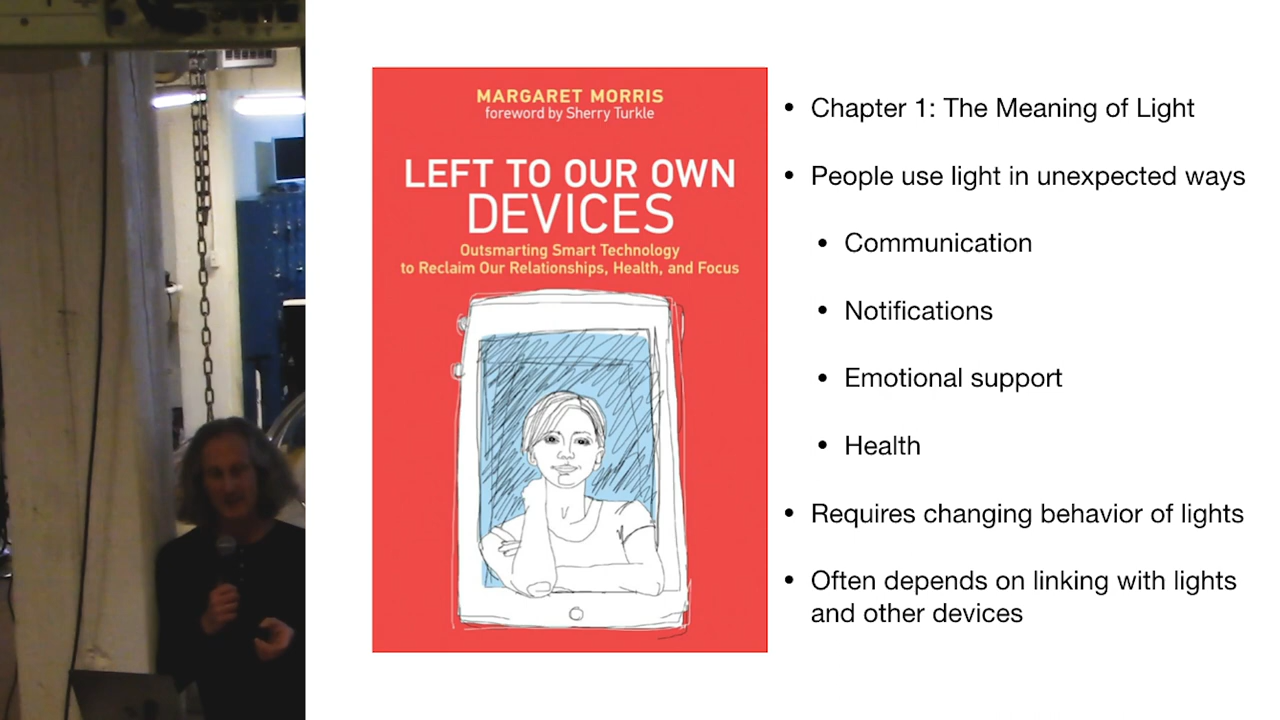 MARGARET MORRIS
foreword by Sherry Turkle
LEFT TO OUR OWN
DEVICES
Outsmarting Smart Technology
to Reclaim Our Relationships, Health, and Focus
• Chapter 1: The Meaning of Light
• People use light in unexpected ways
• Communication
• Notifications
• Emotional support
• Health
• Requires changing behavior of lights
• Often depends on linking with lights
and other devices